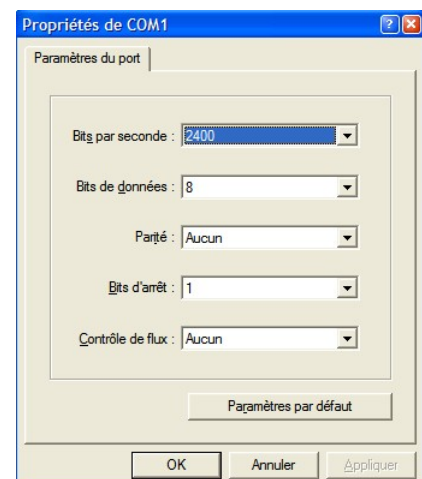 Propriétés de COM1
Paramètres du port
Bits par seconde : 2400
Bits de données : 8
Parité : Aucun
Bits d'arrêt : 1
Contrôle de flux : Aucun
Paramètres par défaut
OK Annuler Appliquer